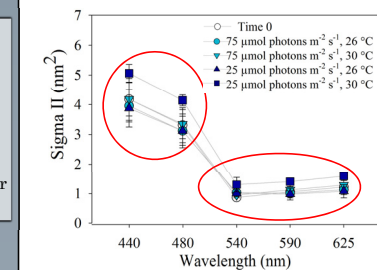 7
6
5
4
3
2
1
0
Sigma II (nm²)
Time 0
75 µmol photons m⁻² s⁻¹, 26 °C
75 µmol photons m⁻² s⁻¹, 30 °C
25 µmol photons m⁻² s⁻¹, 26 °C
25 µmol photons m⁻² s⁻¹, 30 °C
440 480 540 590 625
Wavelength (nm)
r